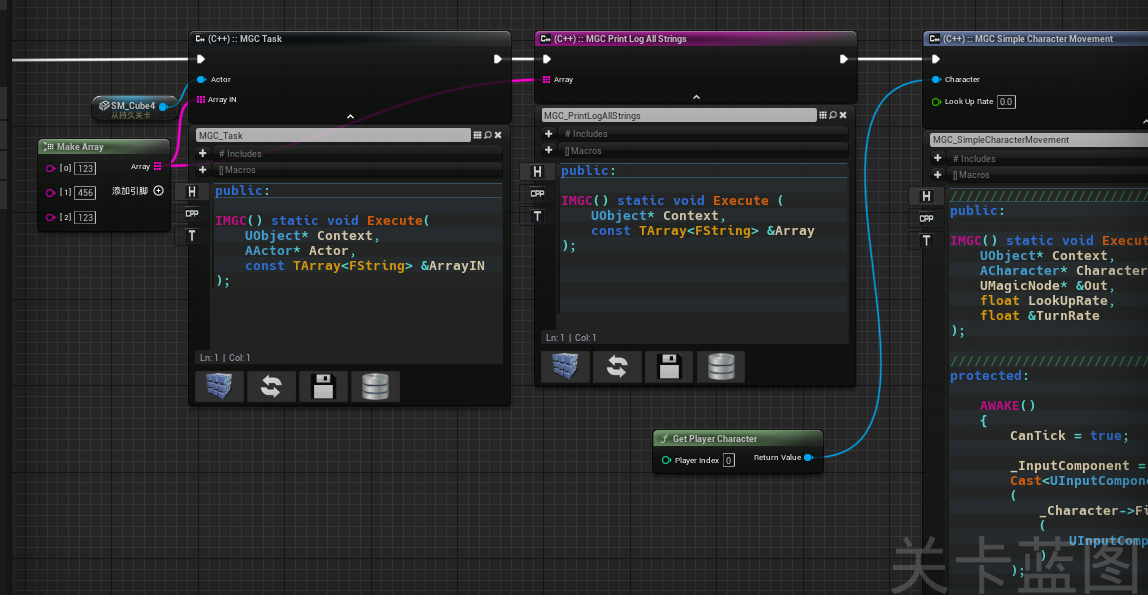 (C++) :: MGC Task
Actor
Array IN
SM_Cube4
从持久关卡
Make Array
[0] 123
Array
[1] 456
添加引脚
[2] 123
MGC_Task
# Includes
[] Macros
H
CPP
T
public:
IMGC() static void Execute(
UObject* Context,
AActor* Actor,
const TArray<FString> &ArrayIN
);
Ln: 1 | Col: 1
(C++) :: MGC Print Log All Strings
Array
MGC_PrintLogAllStrings
# Includes
[] Macros
H
CPP
T
public:
IMGC() static void Execute (
UObject* Context,
const TArray<FString> &Array
);
Ln: 1 | Col: 1
Get Player Character
Player Index 0
Return Value
(C++) :: MGC Simple Character Movement
Character
Look Up Rate 0.0
MGC_SimpleCharacterMovement
# Includes
[] Macros
H
CPP
T
public:
IMGC() static void Execut
UObject* Context,
ACharacter* Character
UMagicNode* &Out,
float LookUpRate,
float &TurnRate
);
protected:
AWAKE()
{
CanTick = true;
_InputComponent =
Cast<UInputCompone
(
_Character->Fi
(
UInputComp
)
);
关卡蓝图